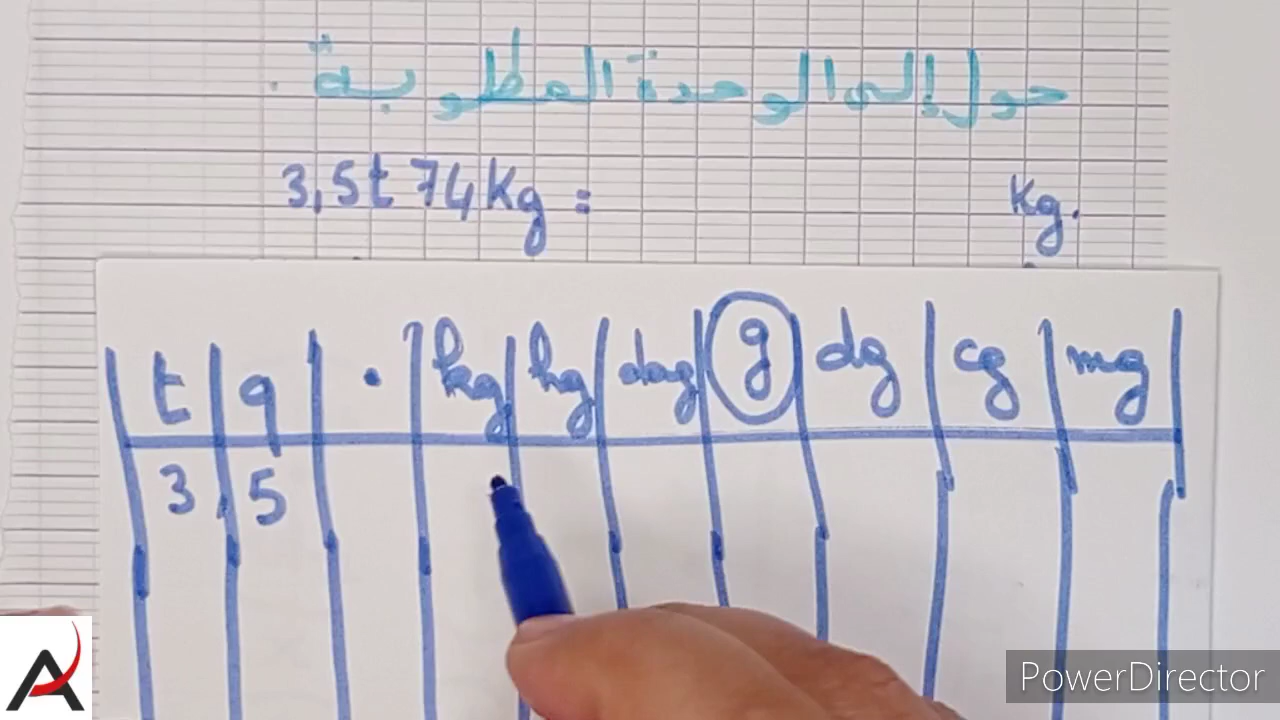 حول إلى الوحدة المطلوبة.
3,5t 74kg = kg.
t q . kg hg dag g dg cg mg
3 5
PowerDirector